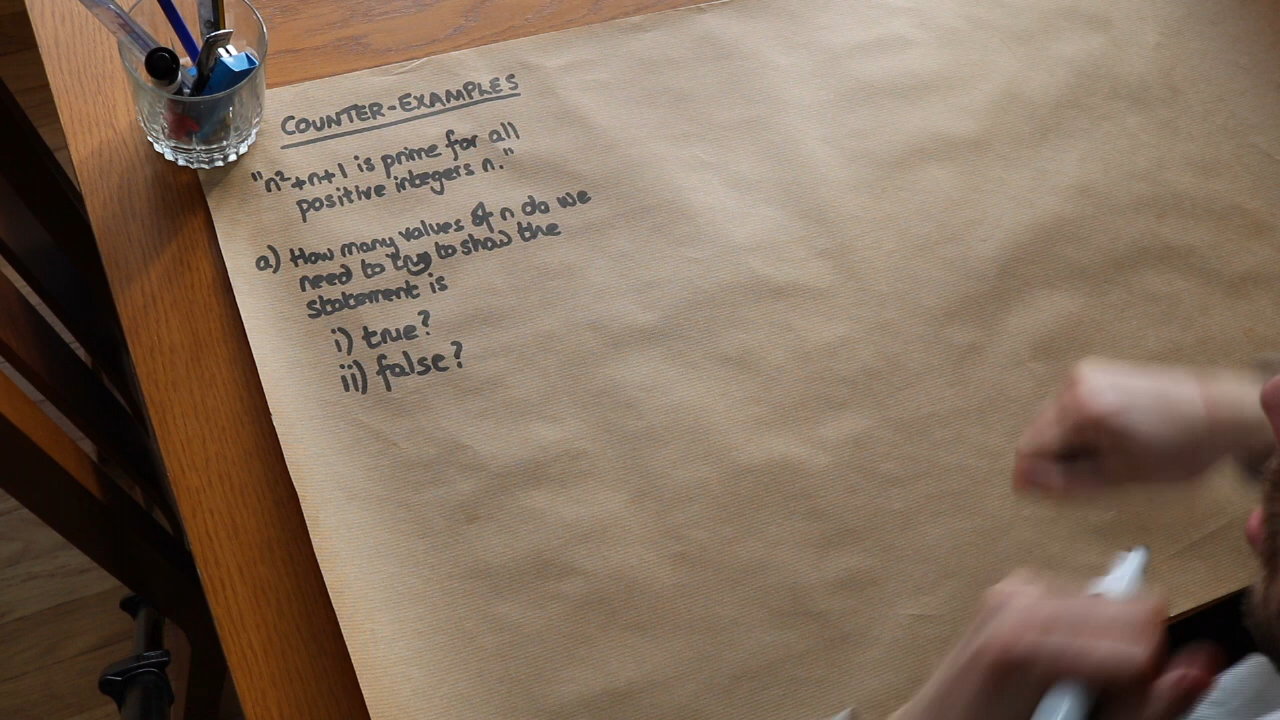 COUNTER-EXAMPLES
"n²+n+1 is prime for all
positive integers n."
a) How many values of n do we
need to try to show the
statement is
i) true?
ii) false?